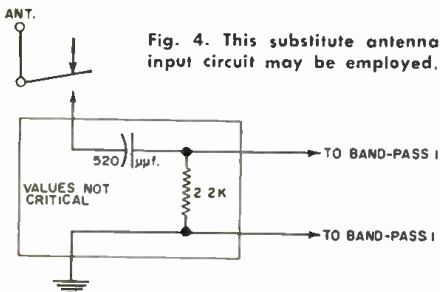 ANT.
Fig. 4. This substitute antenna
input circuit may be employed.
520 μμf.
TO BAND-PASS I
VALUES NOT
CRITICAL
2 2K
TO BAND-PASS I